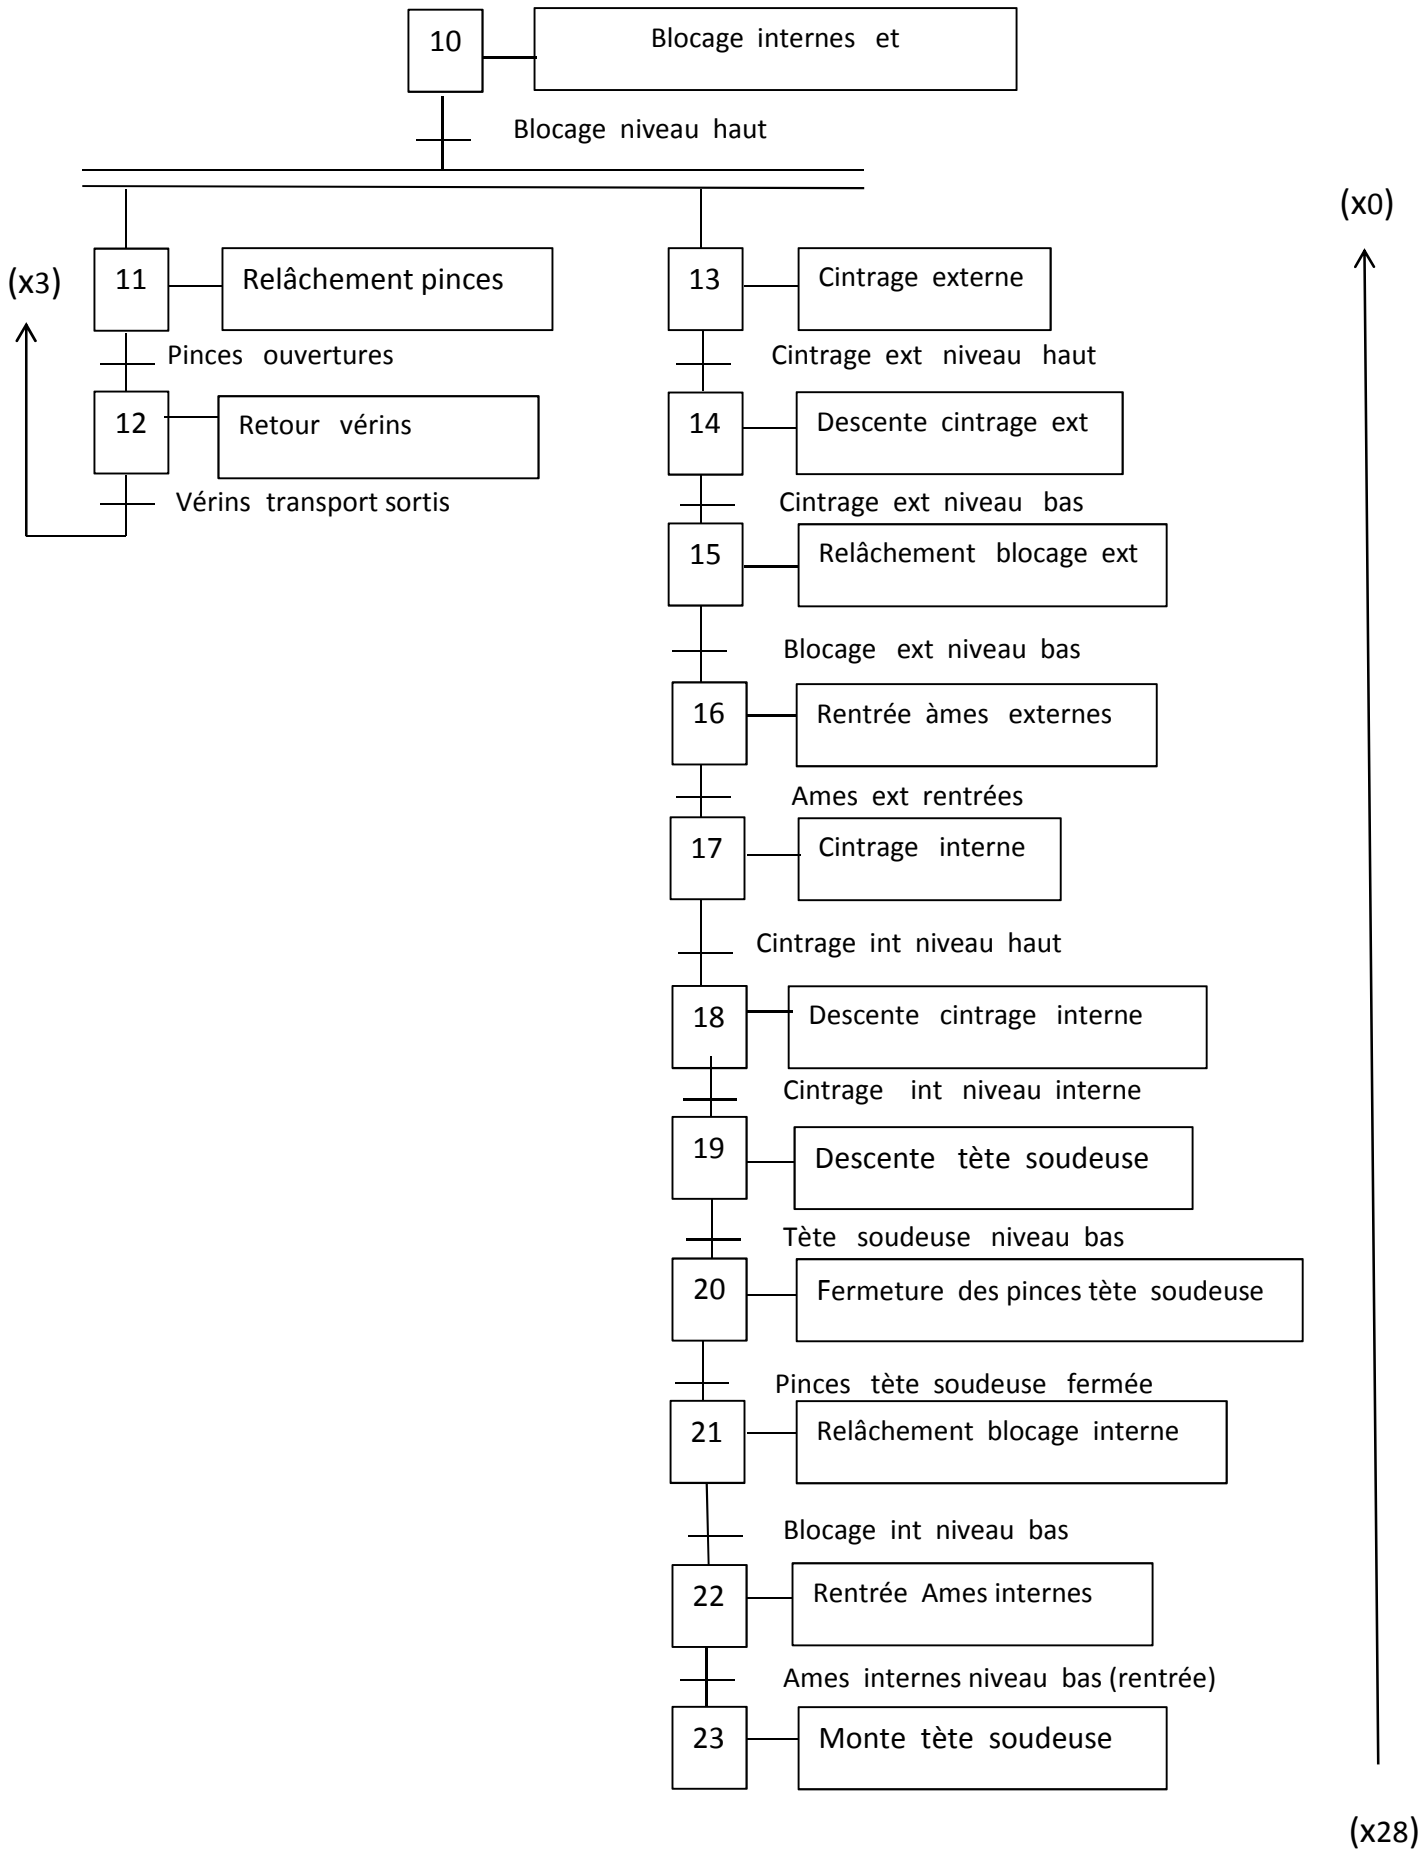 10
Blocage internes et
Blocage niveau haut
(x0)
(x3)
11
Relâchement pinces
13
Cintrage externe
Pinces ouvertures
Cintrage ext niveau haut
12
Retour vérins
14
Descente cintrage ext
Vérins transport sortis
Cintrage ext niveau bas
15
Relâchement blocage ext
Blocage ext niveau bas
16
Rentrée àmes externes
Ames ext rentrées
17
Cintrage interne
Cintrage int niveau haut
18
Descente cintrage interne
Cintrage int niveau interne
19
Descente tète soudeuse
Tète soudeuse niveau bas
20
Fermeture des pinces tète soudeuse
Pinces tète soudeuse fermée
21
Relâchement blocage interne
Blocage int niveau bas
22
Rentrée Ames internes
Ames internes niveau bas (rentrée)
23
Monte tète soudeuse
(x28)